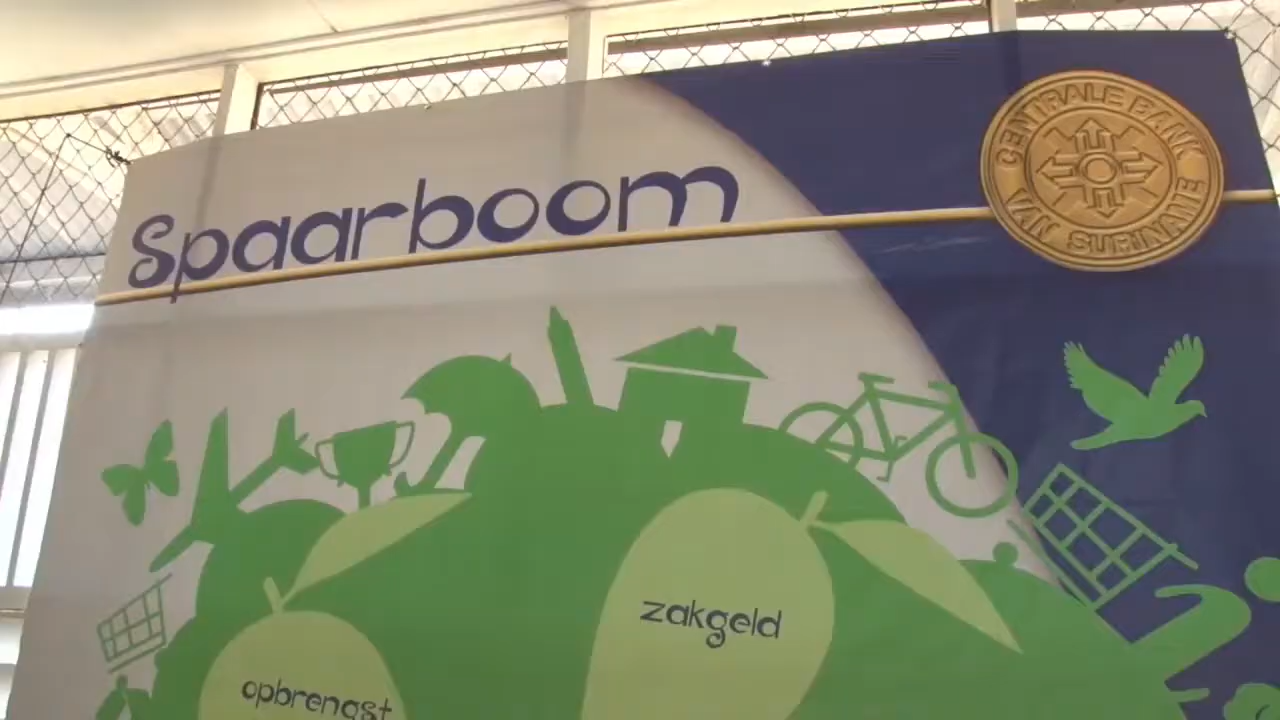 Spaarboom
CENTRALE BANK
VAN SURINAME
zakgeld
opbrengst